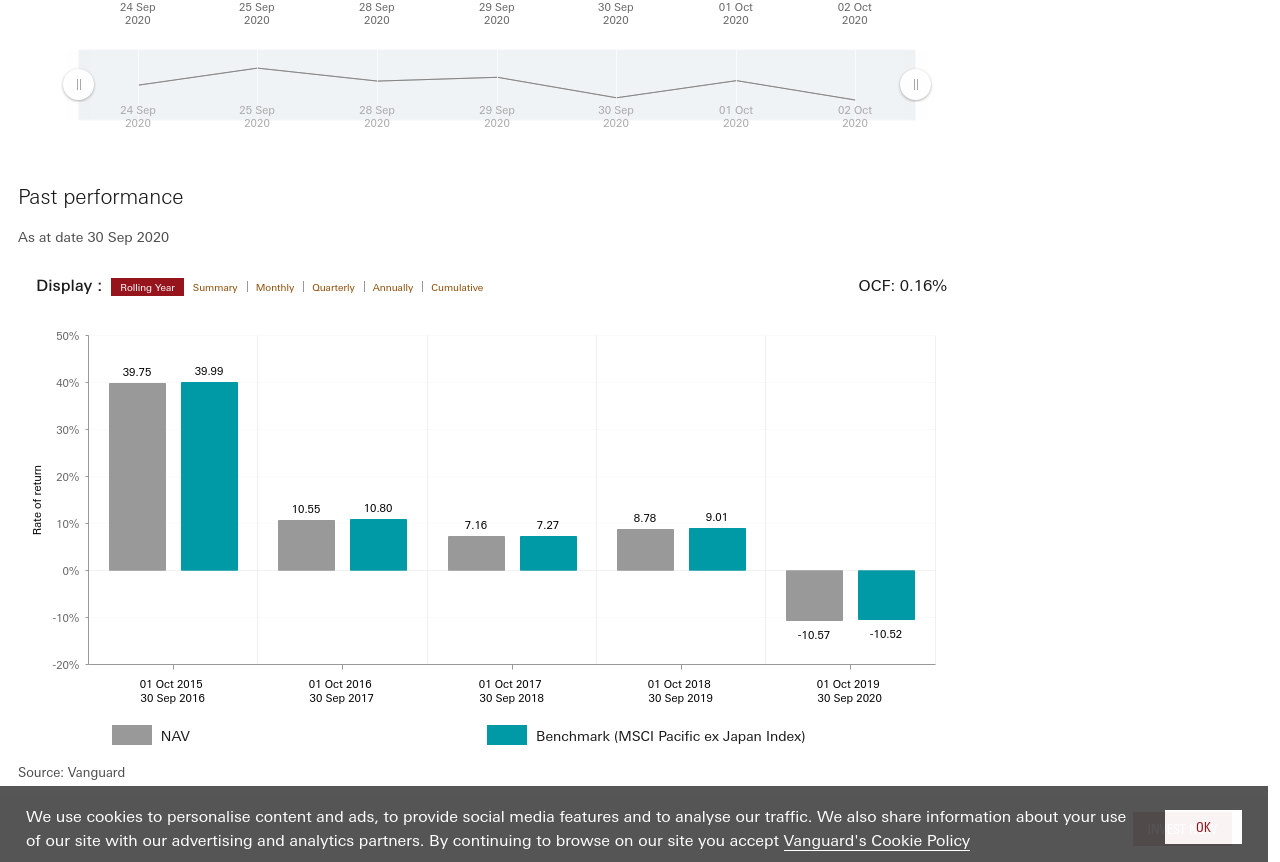 24 Sep 25 Sep 28 Sep 29 Sep 30 Sep 01 Oct 02 Oct
2020 2020 2020 2020 2020 2020 2020
24 Sep 25 Sep 28 Sep 29 Sep 30 Sep 01 Oct 02 Oct
2020 2020 2020 2020 2020 2020 2020
Past performance
As at date 30 Sep 2020
Display : Rolling Year Summary Monthly Quarterly Annually Cumulative OCF: 0.16%
50%
39.75 39.99
40%
30%
20%
10.55 10.80
7.16 7.27
8.78 9.01
10%
0%
-10%
-10.57 -10.52
-20%
Rate of return
01 Oct 2015 01 Oct 2016 01 Oct 2017 01 Oct 2018 01 Oct 2019
30 Sep 2016 30 Sep 2017 30 Sep 2018 30 Sep 2019 30 Sep 2020
NAV Benchmark (MSCI Pacific ex Japan Index)
Source: Vanguard
We use cookies to personalise content and ads, to provide social media features and to analyse our traffic. We also share information about your use
of our site with our advertising and analytics partners. By continuing to browse on our site you accept Vanguard's Cookie Policy
OK